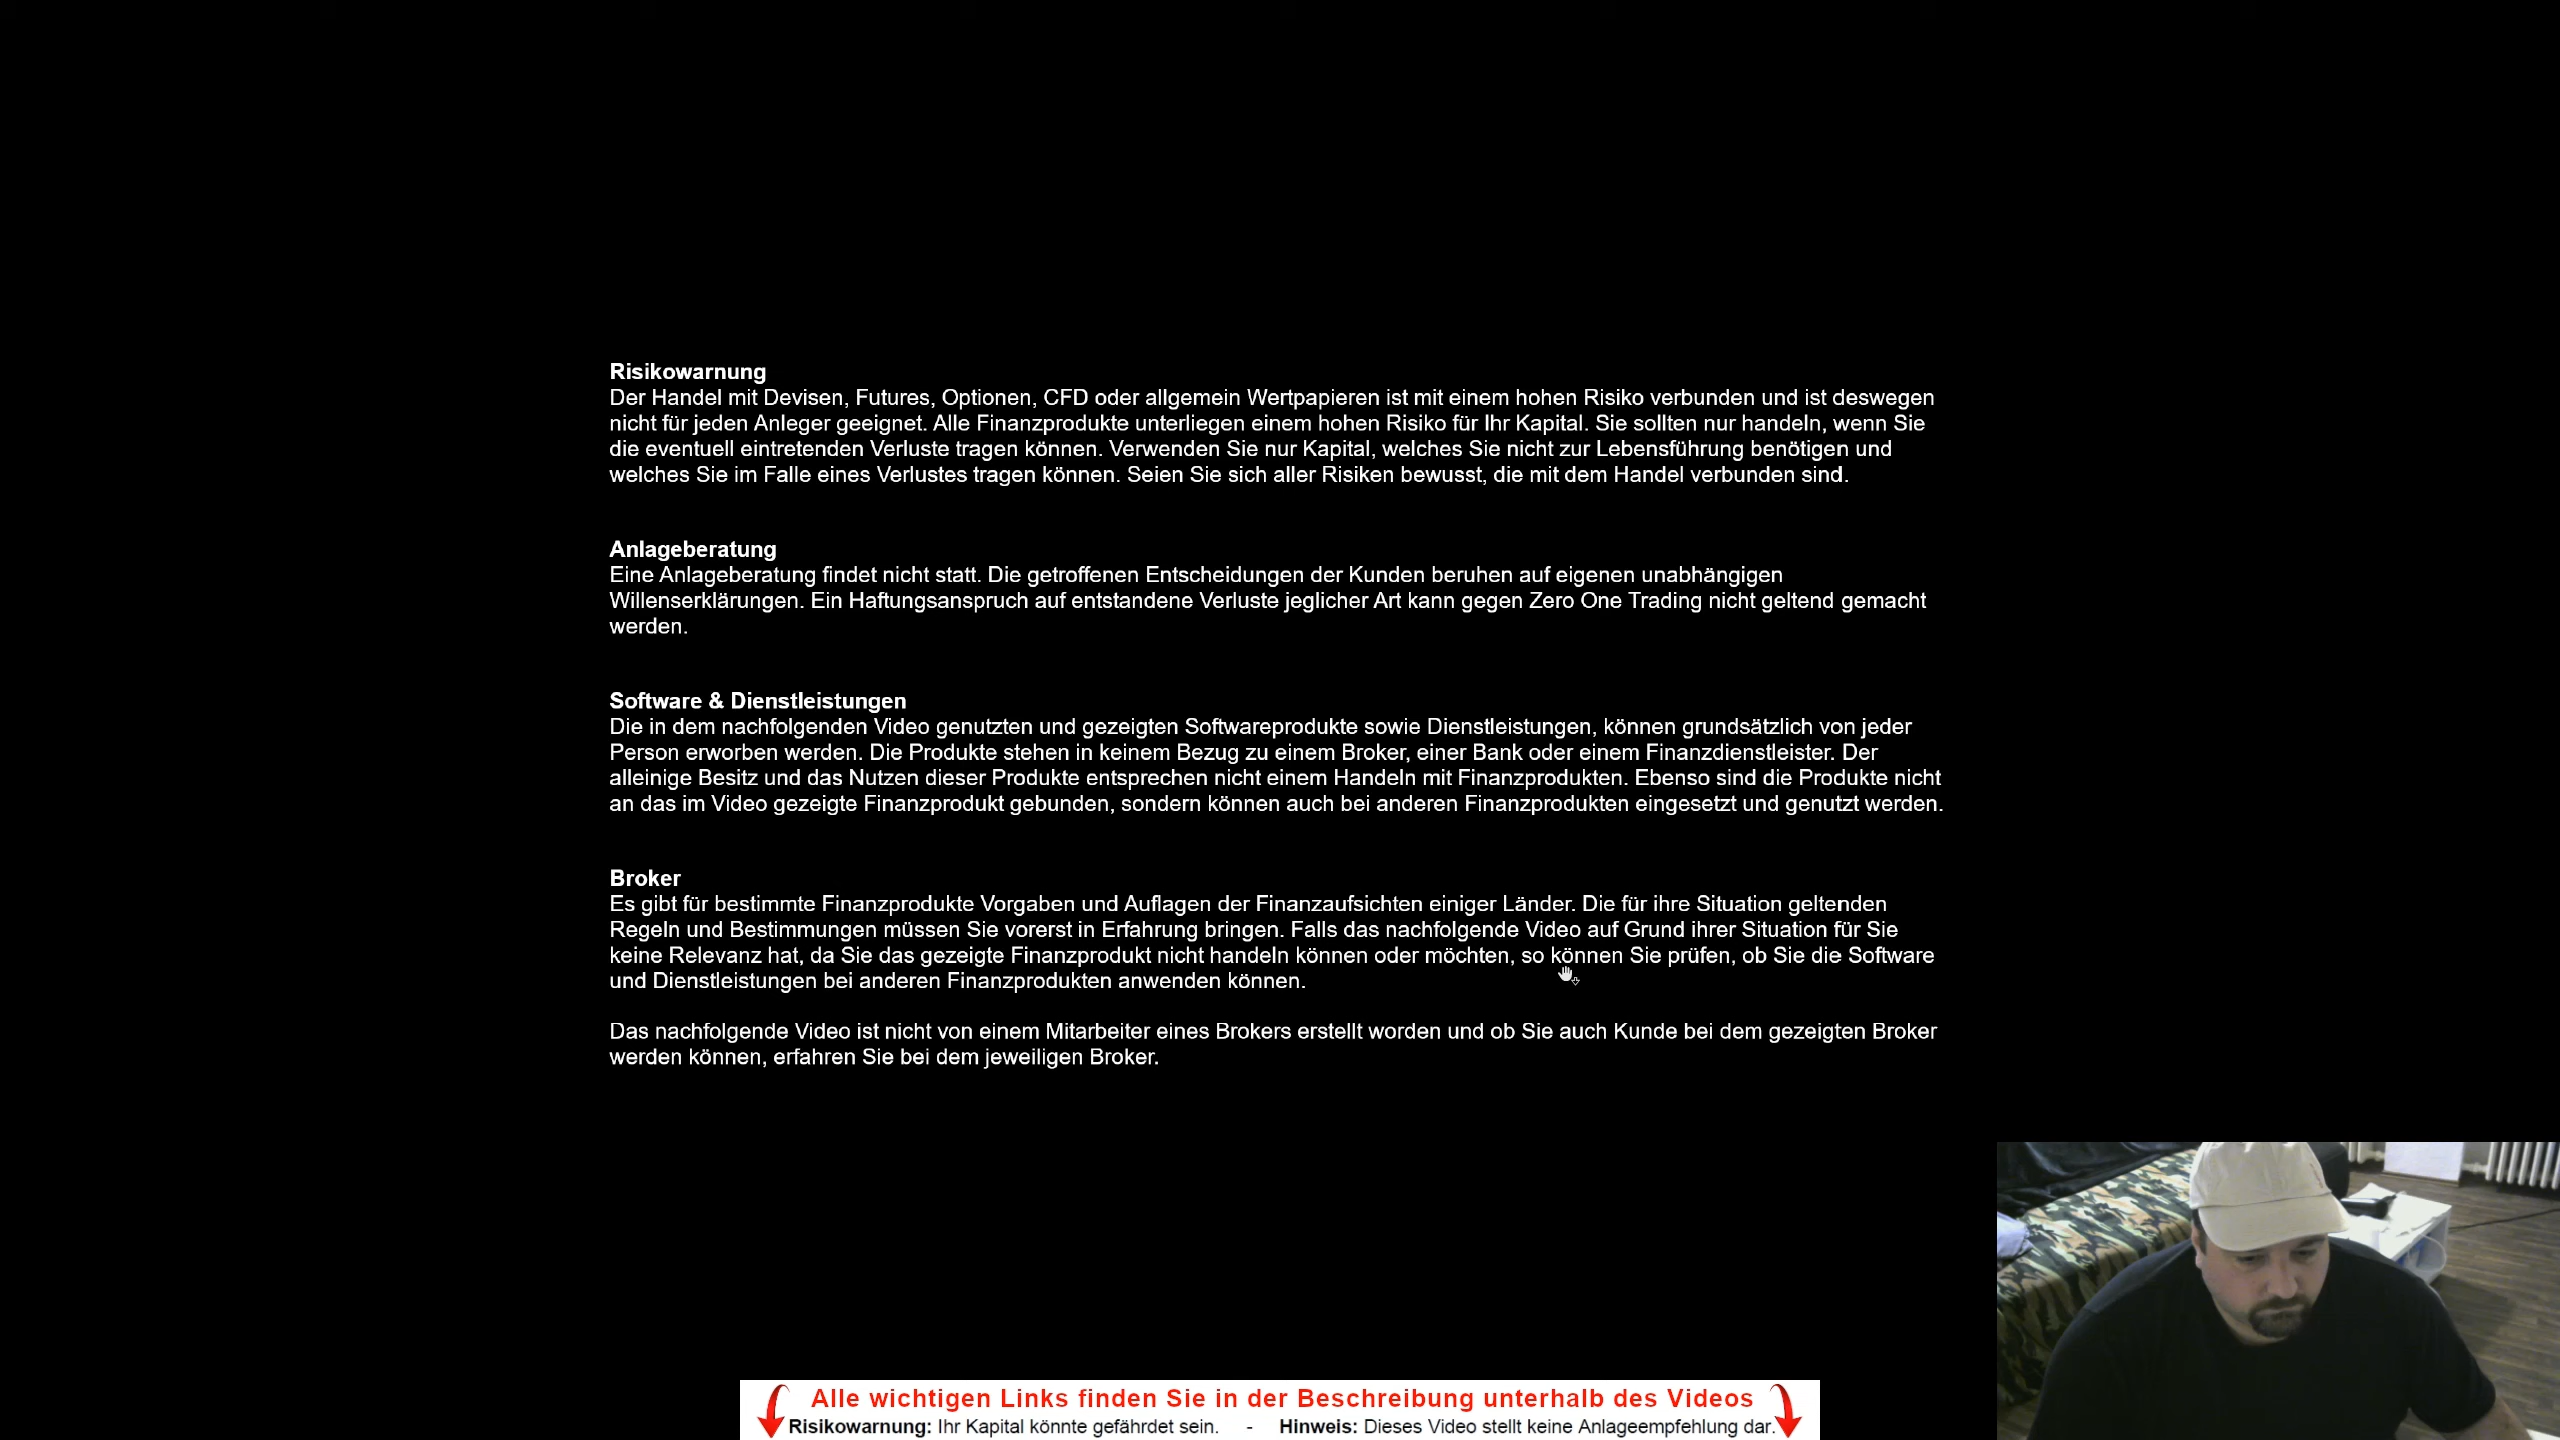 Risikowarnung
Der Handel mit Devisen, Futures, Optionen, CFD oder allgemein Wertpapieren ist mit einem hohen Risiko verbunden und ist deswegen
nicht für jeden Anleger geeignet. Alle Finanzprodukte unterliegen einem hohen Risiko für Ihr Kapital. Sie sollten nur handeln, wenn Sie
die eventuell eintretenden Verluste tragen können. Verwenden Sie nur Kapital, welches Sie nicht zur Lebensführung benötigen und
welches Sie im Falle eines Verlustes tragen können. Seien Sie sich aller Risiken bewusst, die mit dem Handel verbunden sind.
Anlageberatung
Eine Anlageberatung findet nicht statt. Die getroffenen Entscheidungen der Kunden beruhen auf eigenen unabhängigen
Willenserklärungen. Ein Haftungsanspruch auf entstandene Verluste jeglicher Art kann gegen Zero One Trading nicht geltend gemacht
werden.
Software & Dienstleistungen
Die in dem nachfolgenden Video genutzten und gezeigten Softwareprodukte sowie Dienstleistungen, können grundsätzlich von jeder
Person erworben werden. Die Produkte stehen in keinem Bezug zu einem Broker, einer Bank oder einem Finanzdienstleister. Der
alleinige Besitz und das Nutzen dieser Produkte entsprechen nicht einem Handeln mit Finanzprodukten. Ebenso sind die Produkte nicht
an das im Video gezeigte Finanzprodukt gebunden, sondern können auch bei anderen Finanzprodukten eingesetzt und genutzt werden.
Broker
Es gibt für bestimmte Finanzprodukte Vorgaben und Auflagen der Finanzaufsichten einiger Länder. Die für ihre Situation geltenden
Regeln und Bestimmungen müssen Sie vorerst in Erfahrung bringen. Falls das nachfolgende Video auf Grund ihrer Situation für Sie
keine Relevanz hat, da Sie das gezeigte Finanzprodukt nicht handeln können oder möchten, so können Sie prüfen, ob Sie die Software
und Dienstleistungen bei anderen Finanzprodukten anwenden können.
Das nachfolgende Video ist nicht von einem Mitarbeiter eines Brokers erstellt worden und ob Sie auch Kunde bei dem gezeigten Broker
werden können, erfahren Sie bei dem jeweiligen Broker.
Alle wichtigen Links finden Sie in der Beschreibung unterhalb des Videos
Risikowarnung: Ihr Kapital könnte gefährdet sein. - Hinweis: Dieses Video stellt keine Anlageempfehlung dar.